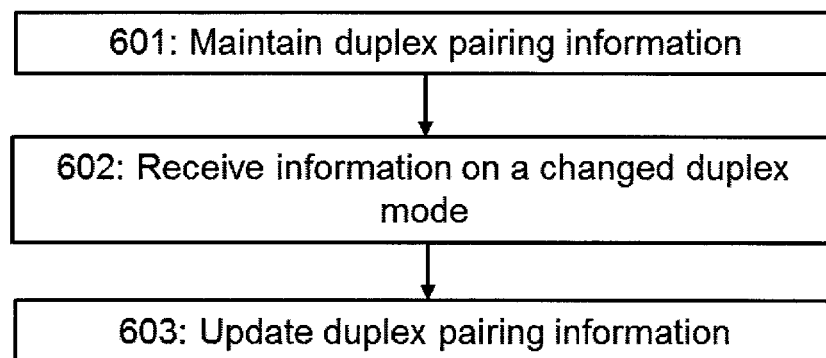 601: Maintain duplex pairing information
602: Receive information on a changed duplex
mode
603: Update duplex pairing information